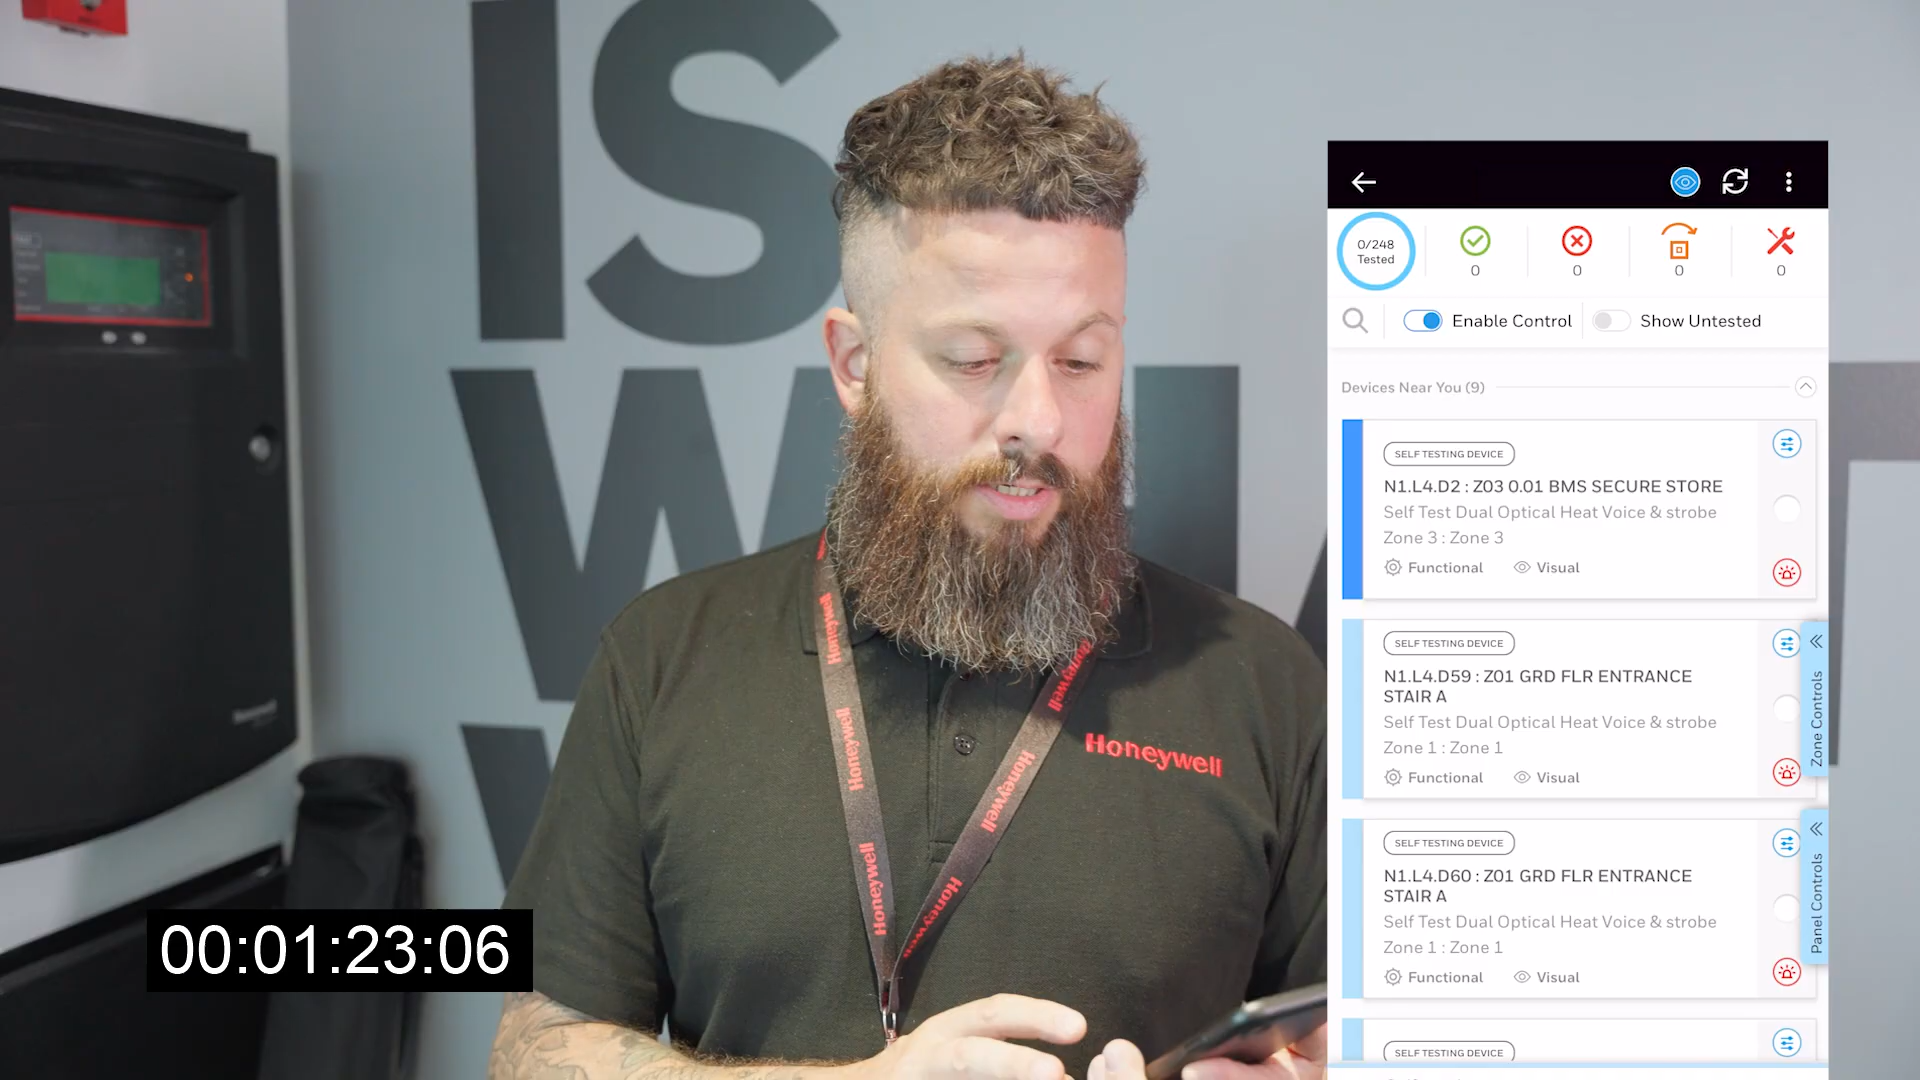 IS
0/248
Tested
0
0
0
0
Enable Control
Show Untested
Devices Near You (9)
SELF TESTING DEVICE
N1.L4.D2 : Z03 0.01 BMS SECURE STORE
Self Test Dual Optical Heat Voice & strobe
Zone 3 : Zone 3
Functional
Visual
SELF TESTING DEVICE
N1.L4.D59 : Z01 GRD FLR ENTRANCE
STAIR A
Self Test Dual Optical Heat Voice & strobe
Zone 1 : Zone 1
Functional
Visual
Zone Controls
SELF TESTING DEVICE
N1.L4.D60 : Z01 GRD FLR ENTRANCE
STAIR A
Self Test Dual Optical Heat Voice & strobe
Zone 1 : Zone 1
Functional
Visual
Panel Controls
SELF TESTING DEVICE
Honeywell
Honeywell
Honeywell
Honeywell
Honeywell
Honeywell
Honeywell
Honeywell
00:01:23:06